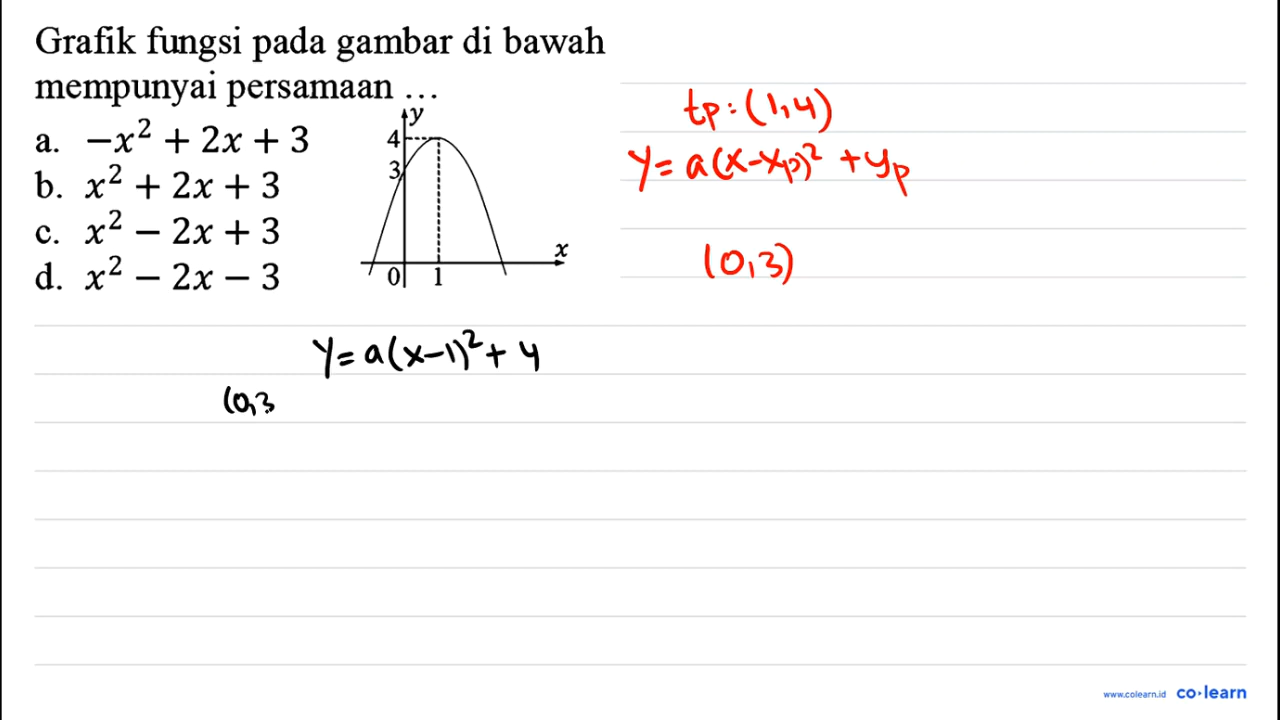 Grafik fungsi pada gambar di bawah
mempunyai persamaan ...
a. −x² + 2x + 3
b. x² + 2x + 3
c. x² − 2x + 3
d. x² − 2x − 3
y
4
3
x
0
1
tp: (1,4)
y = a(x-xp)² + yp
(0,3)
y = a(x-1)² + 4
(0,3
www.colearn.id co·learn